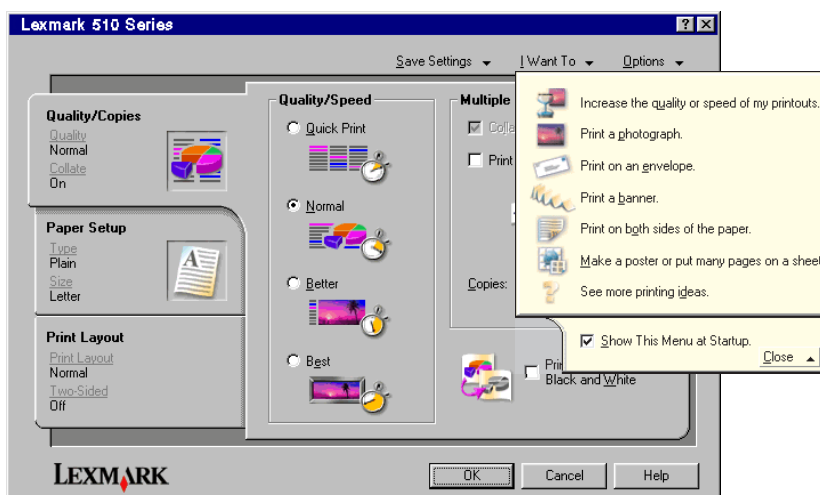 Lexmark 510 Series
Save Settings
I Want To
Options
Quality/Copies
Quality
Normal
Collate
On
Paper Setup
Type
Plain
Size
Letter
Print Layout
Print Layout
Normal
Two-Sided
Off
Quality/Speed
Quick Print
Normal
Better
Best
Multiple
Print
Copies:
Black and White
Increase the quality or speed of my printouts.
Print a photograph.
Print on an envelope.
Print a banner.
Print on both sides of the paper.
Make a poster or put many pages on a sheet
See more printing ideas.
Show This Menu at Startup.
Close
LEXMARK
OK
Cancel
Help